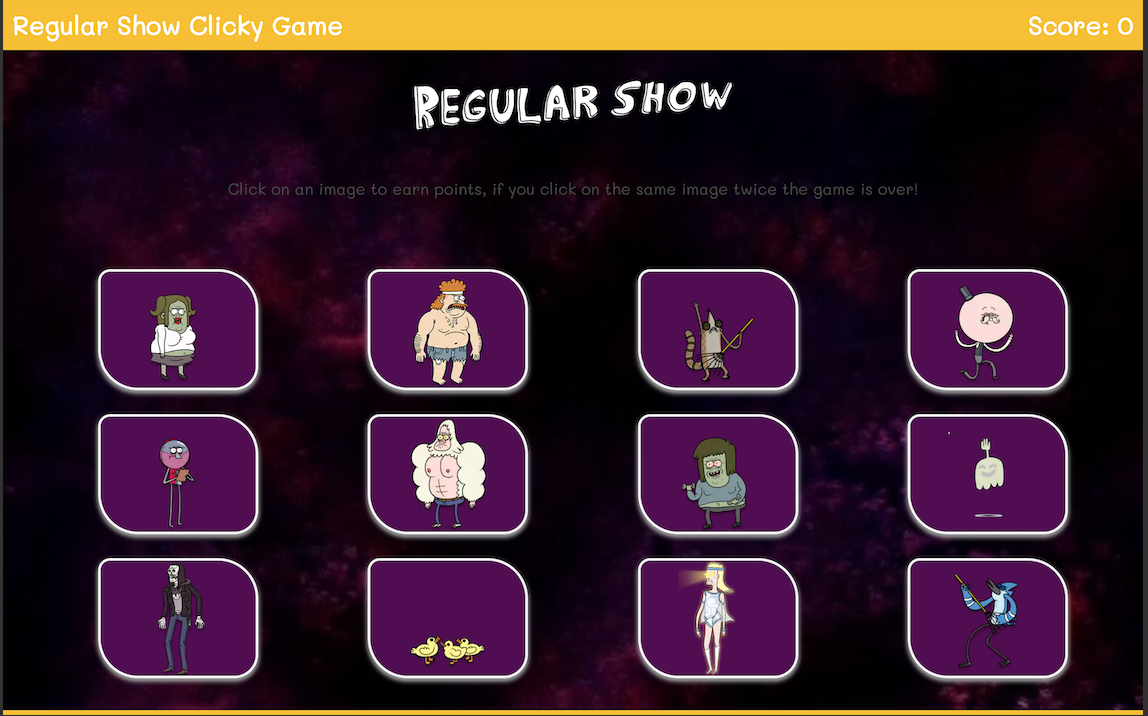 Regular Show Clicky Game
Score: 0
REGULAR SHOW
Click on an image to earn points, if you click on the same image twice the game is over!